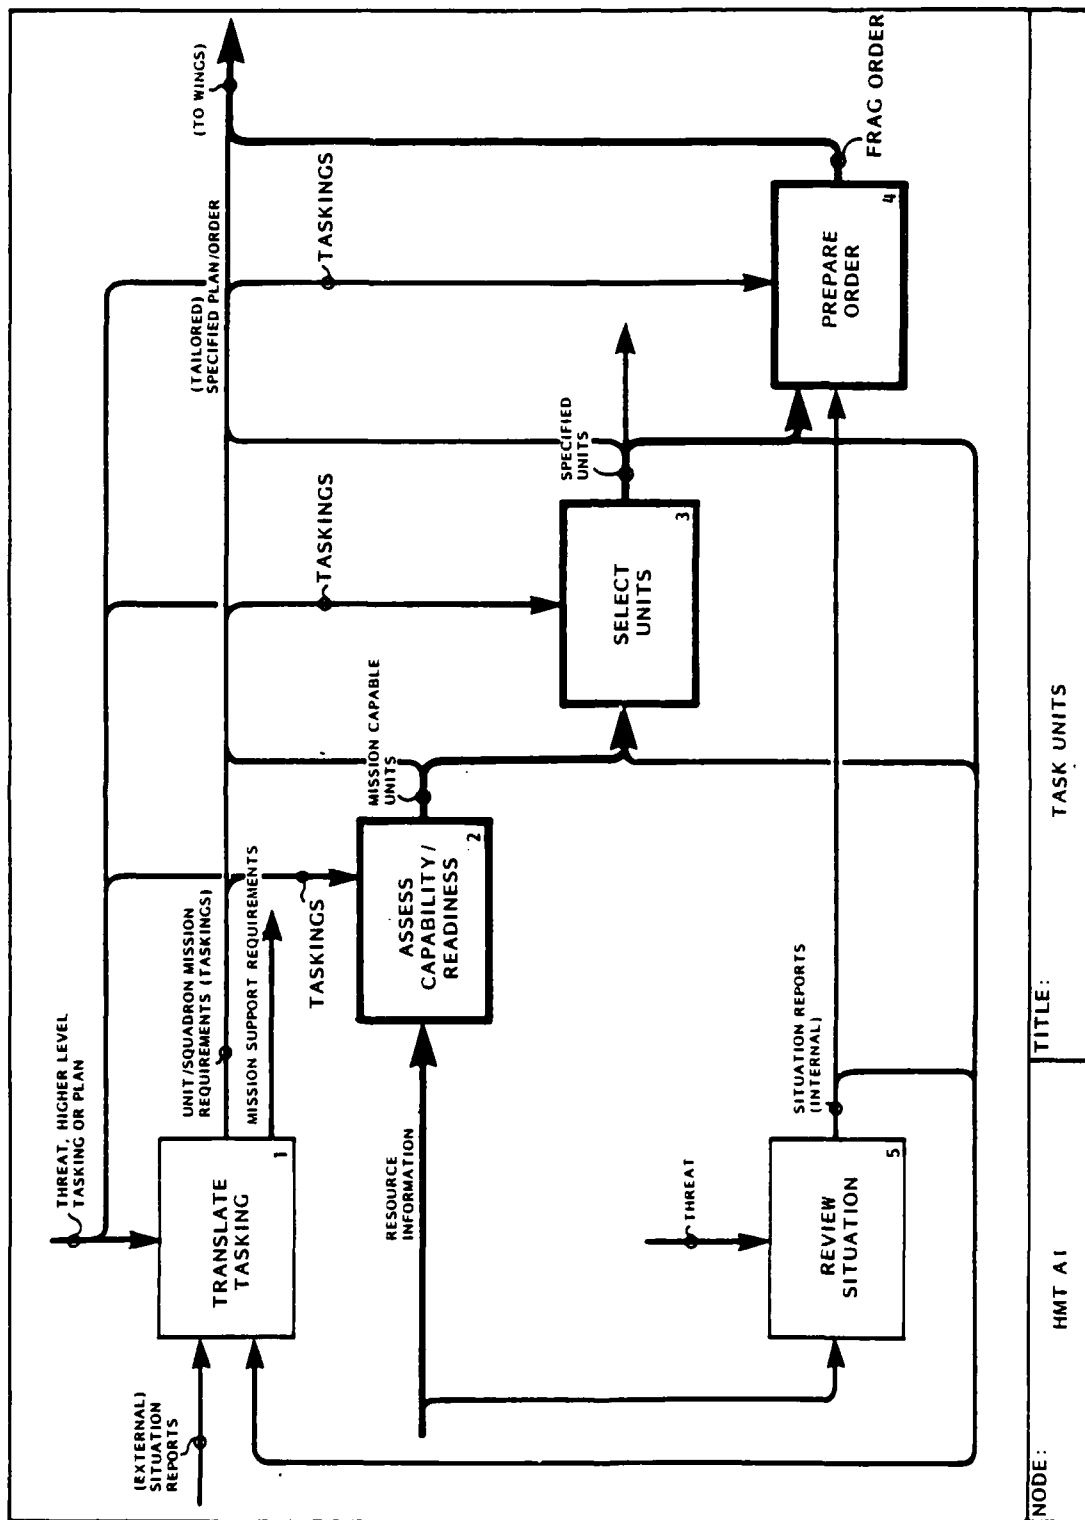 THREAT, HIGHER LEVEL
TASKING OR PLAN
(EXTERNAL)
SITUATION
REPORTS
TRANSLATE
TASKING
1
UNIT/SQUADRON MISSION
REQUIREMENTS (TASKINGS)
MISSION SUPPORT REQUIREMENTS
(TAILORED)
SPECIFIED PLAN/ORDER
(TO WINGS)
TASKINGS
RESOURCE
INFORMATION
ASSESS
CAPABILITY/
READINESS
2
MISSION CAPABLE
UNITS
TASKINGS
SELECT
UNITS
3
SPECIFIED
UNITS
TASKINGS
PREPARE
ORDER
4
FRAG ORDER
THREAT
REVIEW
SITUATION
5
SITUATION REPORTS
(INTERNAL)
NODE:
HMT A1
TITLE:
TASK UNITS